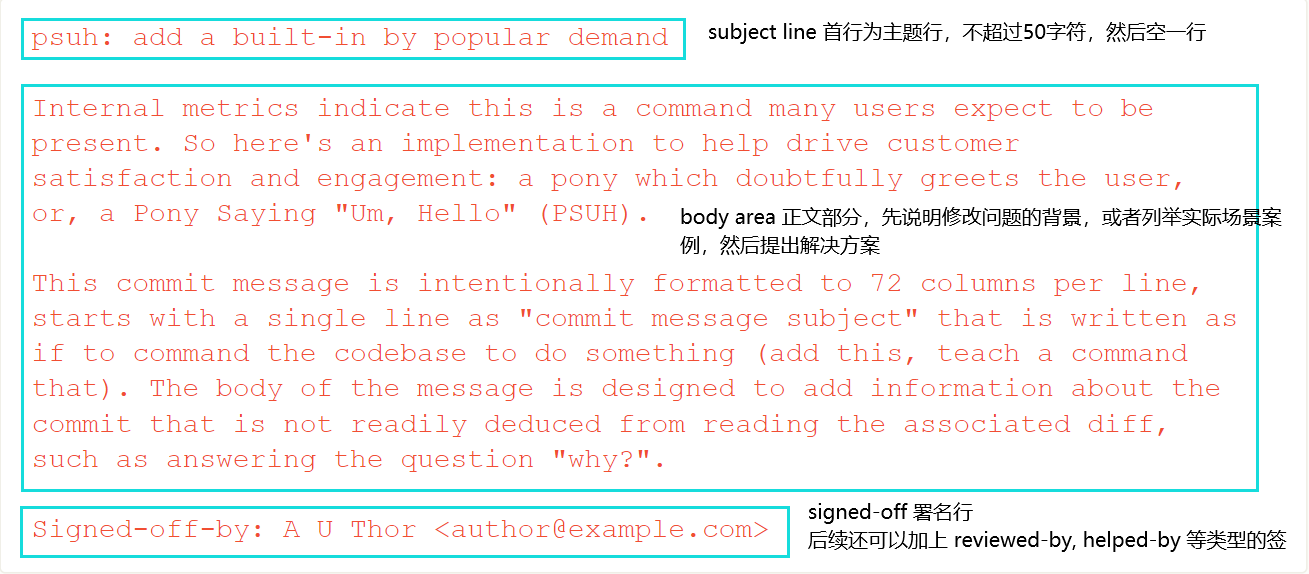 psuh: add a built-in by popular demand
subject line 首行为主题行，不超过50字符，然后空一行
Internal metrics indicate this is a command many users expect to be
present. So here's an implementation to help drive customer
satisfaction and engagement: a pony which doubtfully greets the user,
or, a Pony Saying "Um, Hello" (PSUH).
body area 正文部分，先说明修改问题的背景，或者列举实际场景案
例，然后提出解决方案
This commit message is intentionally formatted to 72 columns per line,
starts with a single line as "commit message subject" that is written as
if to command the codebase to do something (add this, teach a command
that). The body of the message is designed to add information about the
commit that is not readily deduced from reading the associated diff,
such as answering the question "why?".
Signed-off-by: A U Thor <author@example.com>
signed-off 署名行
后续还可以加上 reviewed-by, helped-by 等类型的签